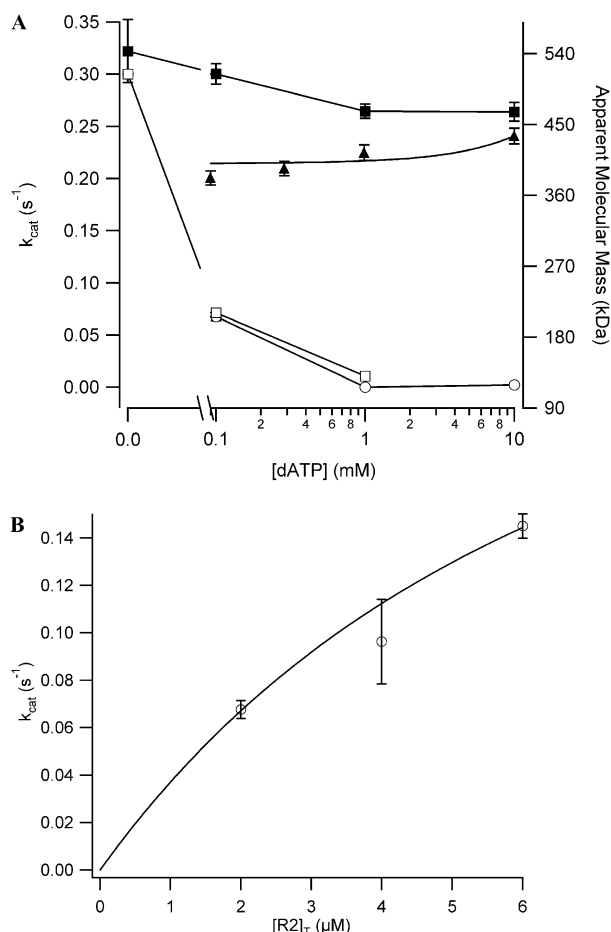 A
0.35
0.30
0.25
0.20
0.15
0.10
0.05
0.00
k_cat (s⁻¹)
540
450
360
270
180
90
Apparent Molecular Mass (kDa)
0.0 0.1 2 4 6 8 1 2 4 6 8 10
[dATP] (mM)
B
0.14
0.12
0.10
0.08
0.06
0.04
0.02
0.00
k_cat (s⁻¹)
0 1 2 3 4 5 6
[R2]_T (µM)